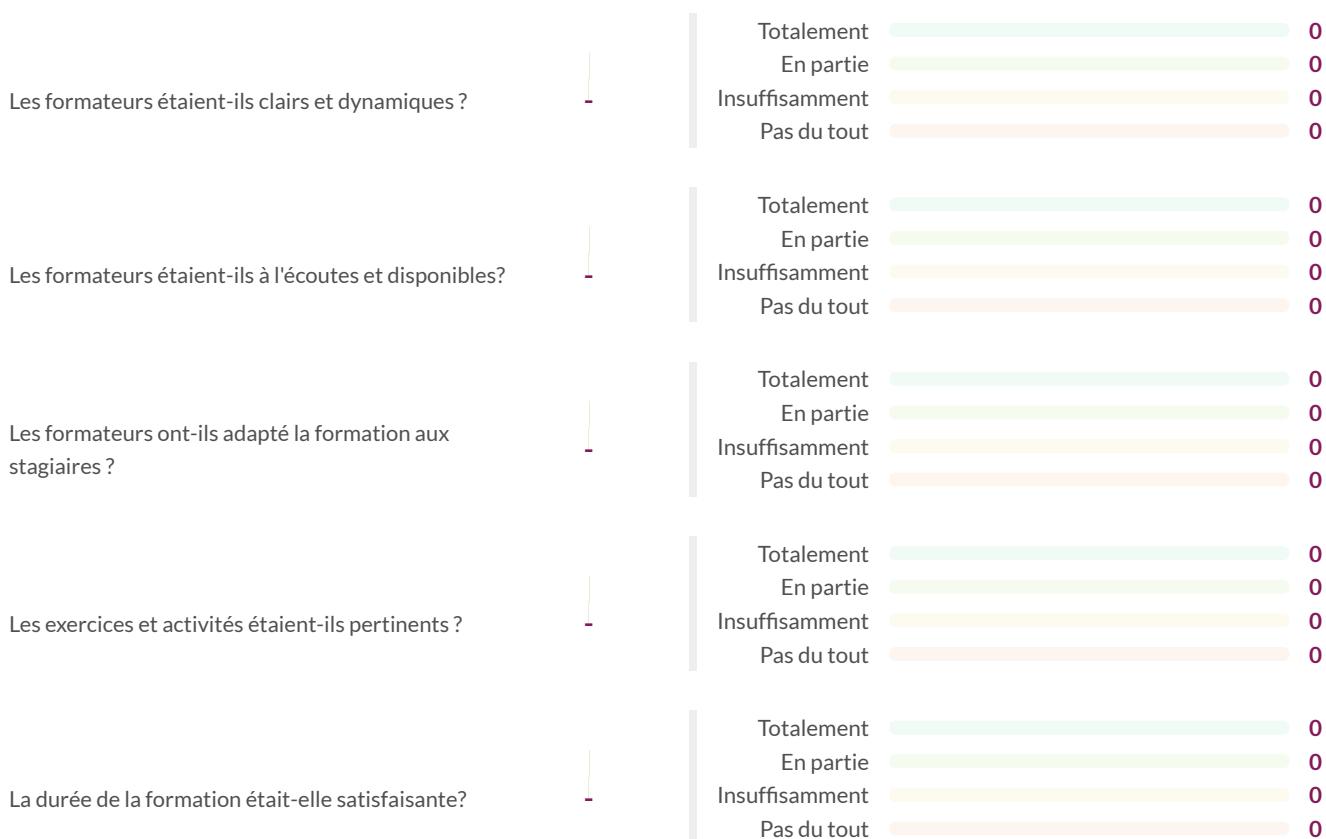 Totalement 0
En partie 0
Les formateurs étaient-ils clairs et dynamiques ?
-
Insuffisamment 0
Pas du tout 0
Totalement 0
En partie 0
Les formateurs étaient-ils à l'écoutes et disponibles?
-
Insuffisamment 0
Pas du tout 0
Totalement 0
En partie 0
Les formateurs ont-ils adapté la formation aux
stagiaires ?
-
Insuffisamment 0
Pas du tout 0
Totalement 0
En partie 0
Les exercices et activités étaient-ils pertinents ?
-
Insuffisamment 0
Pas du tout 0
Totalement 0
En partie 0
La durée de la formation était-elle satisfaisante?
-
Insuffisamment 0
Pas du tout 0